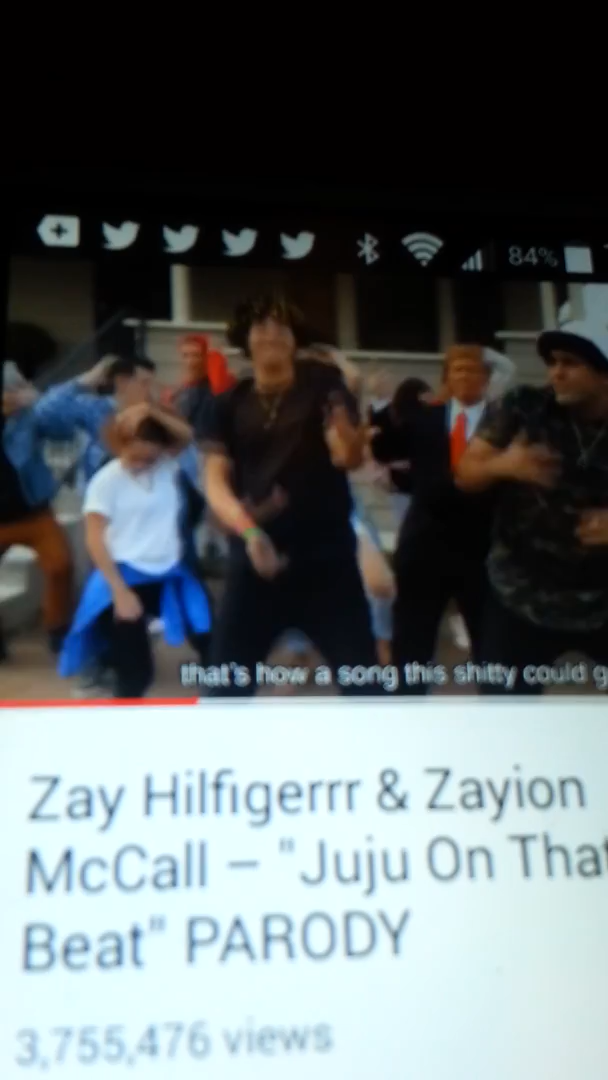 84%
that's how a song this shitty could g
Zay Hilfigerrr & Zayion
McCall – "Juju On That
Beat" PARODY
3,755,476 views